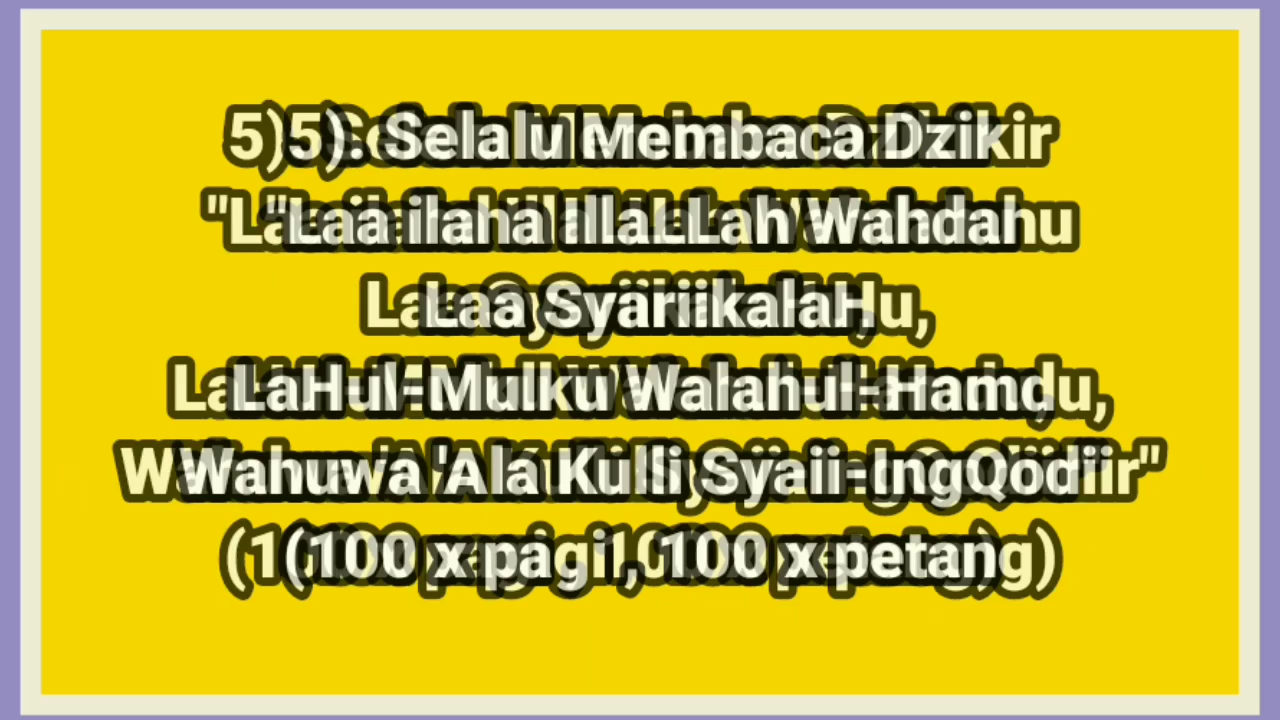 5). Selalu Membaca Dzikir
"Laa ilaha illaLLah Wahdahu
Laa SyariikalaHu,
LaHul-Mulku Walahul-Hamdu,
Wahuwa 'Ala Kulli Syaii-Ing Qodiir"
(100 x pagi, 100 x petang)